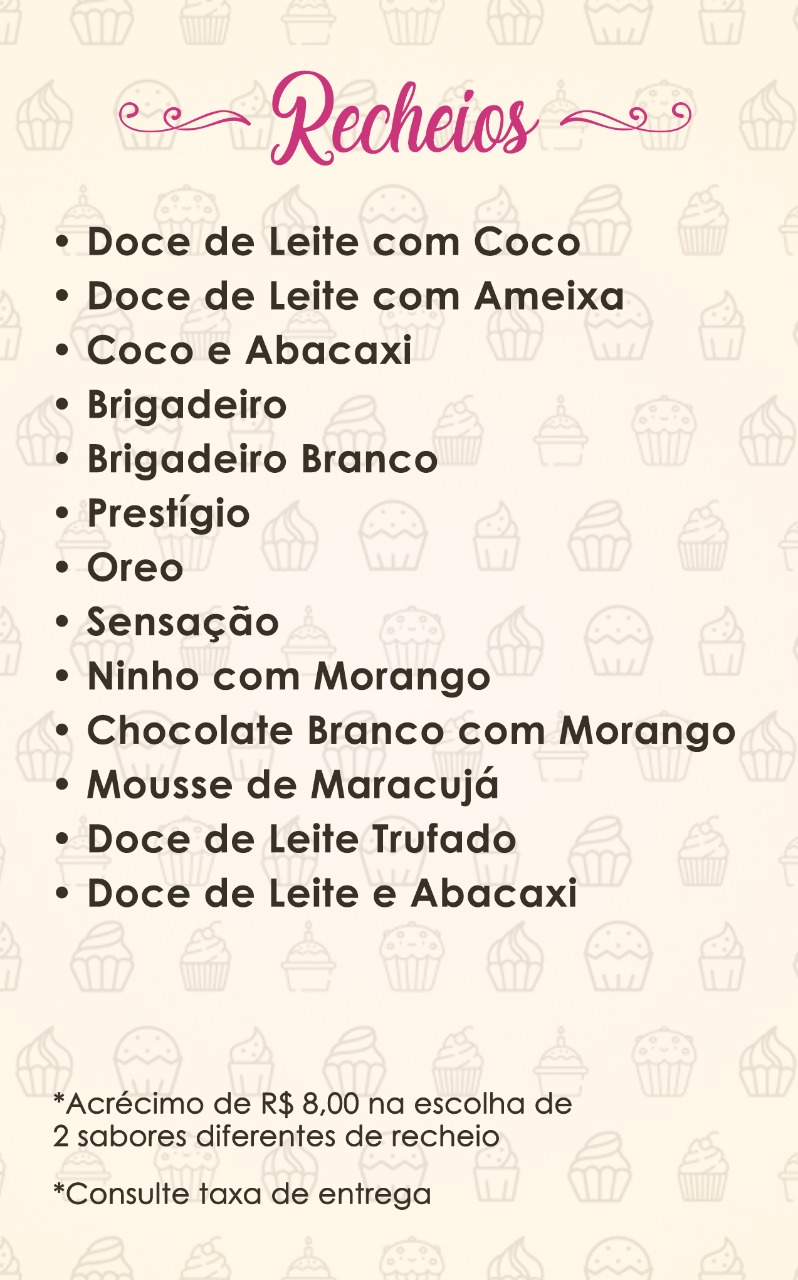 Recheios
• Doce de Leite com Coco
• Doce de Leite com Ameixa
• Coco e Abacaxi
• Brigadeiro
• Brigadeiro Branco
• Prestígio
• Oreo
• Sensação
• Ninho com Morango
• Chocolate Branco com Morango
• Mousse de Maracujá
• Doce de Leite Trufado
• Doce de Leite e Abacaxi
*Acrécimo de R$ 8,00 na escolha de
2 sabores diferentes de recheio
*Consulte taxa de entrega